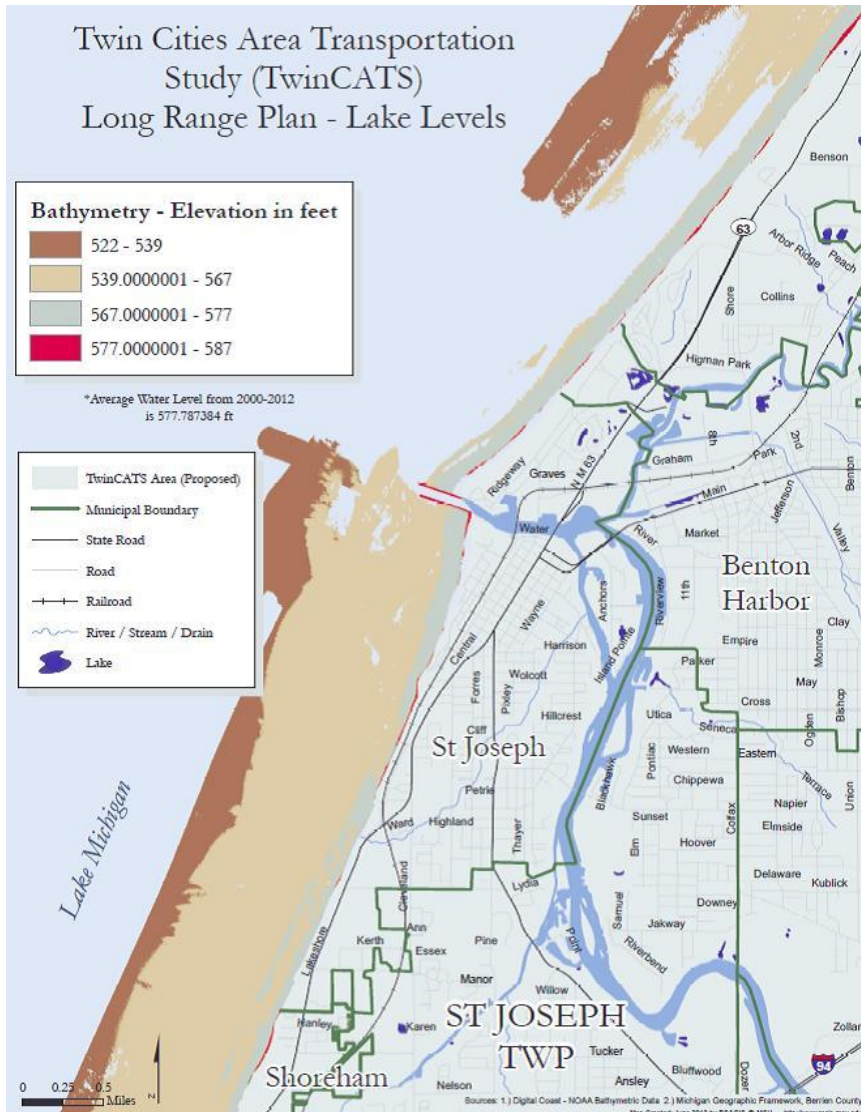 Twin Cities Area Transportation
Study (TwinCATS)
Long Range Plan - Lake Levels
Bathymetry - Elevation in feet
522 - 539
539.0000001 - 567
567.0000001 - 577
577.0000001 - 587
*Average Water Level from 2000-2012
is 577.787384 ft
TwinCATS Area (Proposed)
Municipal Boundary
State Road
Road
Railroad
River / Stream / Drain
Lake
Benson
63
Arbor Ridge
Peach
Shore
Collins
Higman Park
8th
2nd
Ridgeway
Graves
N M 63
Graham
Park
Benton
Jefferson
Main
Water
River
Market
Valley
Benton
Harbor
Riverview
11th
Anchors
Wayne
Central
Harrison
Island Pointe
Empire
Clay
Monroe
Parker
May
Wolcott
Forres
Pixley
Hillcrest
Cliff
St Joseph
Utica
Cross
Seneca
Ogden
Bishop
Pontiac
Western
Eastern
Chippewa
Terrace
Union
Blackhawk
Petrie
Napier
Elmside
Colfax
Ward
Highland
Thayer
Sunset
Elm
Hoover
Lake Michigan
Cleveland
Lydia
Delaware
Kublick
Samuel
Downey
Jakway
Lakeshore
Ann
Kerth
Essex
Pine
Point
Riverbend
Manor
Willow
Hanley
Karen
ST JOSEPH
TWP
Zollar
Tucker
94
Shoreham
Nelson
Ansley
Bluffwood
Dozer
0 0.25 0.5
Miles
Z
Sources: 1.) Digital Coast - NOAA Bathymetric Data 2.) Michigan Geographic Framework, Berrien County